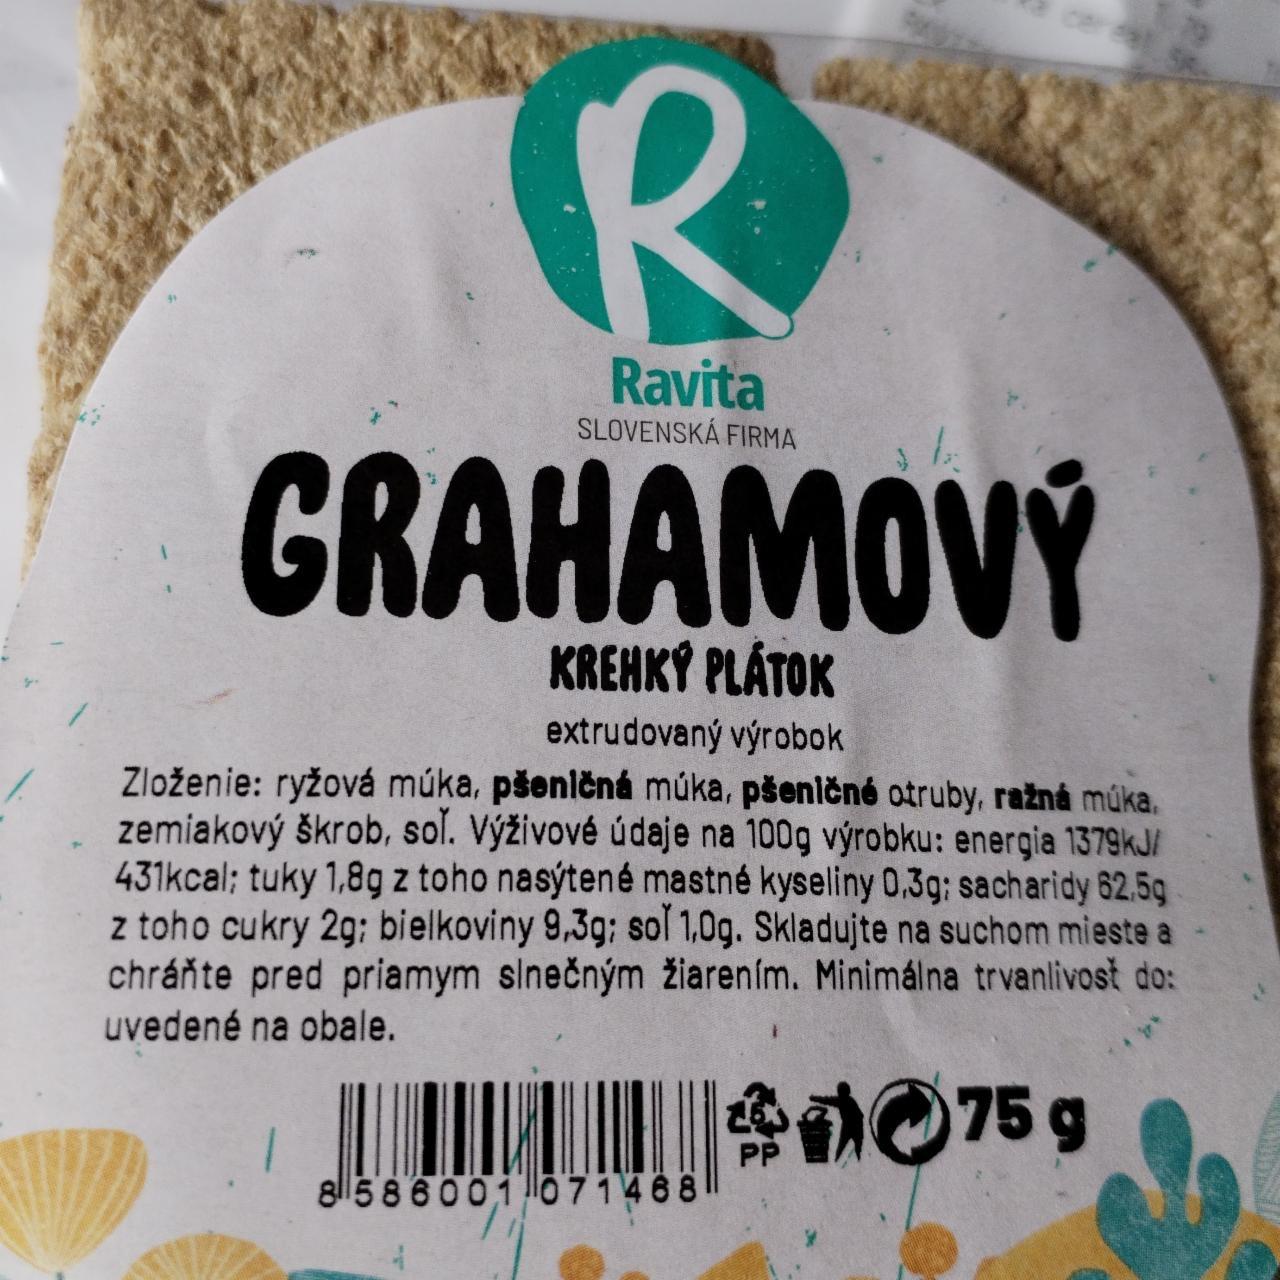 R
Ravita
SLOVENSKÁ FIRMA
GRAHAMOVÝ
KREHKÝ PLÁTOK
extrudovaný výrobok
Zloženie: ryžová múka, pšeničná múka, pšeničné otruby, ražná múka,
zemiakový škrob, soľ. Výživové údaje na 100g výrobku: energia 1379kJ/
431kcal; tuky 1,8g z toho nasýtené mastné kyseliny 0,3g; sacharidy 62,5g
z toho cukry 2g; bielkoviny 9,3g; soľ 1,0g. Skladujte na suchom mieste a
chráňte pred priamym slnečným žiarením. Minimálna trvanlivosť do:
uvedené na obale.
5
PP
75 g
8 586001 071468